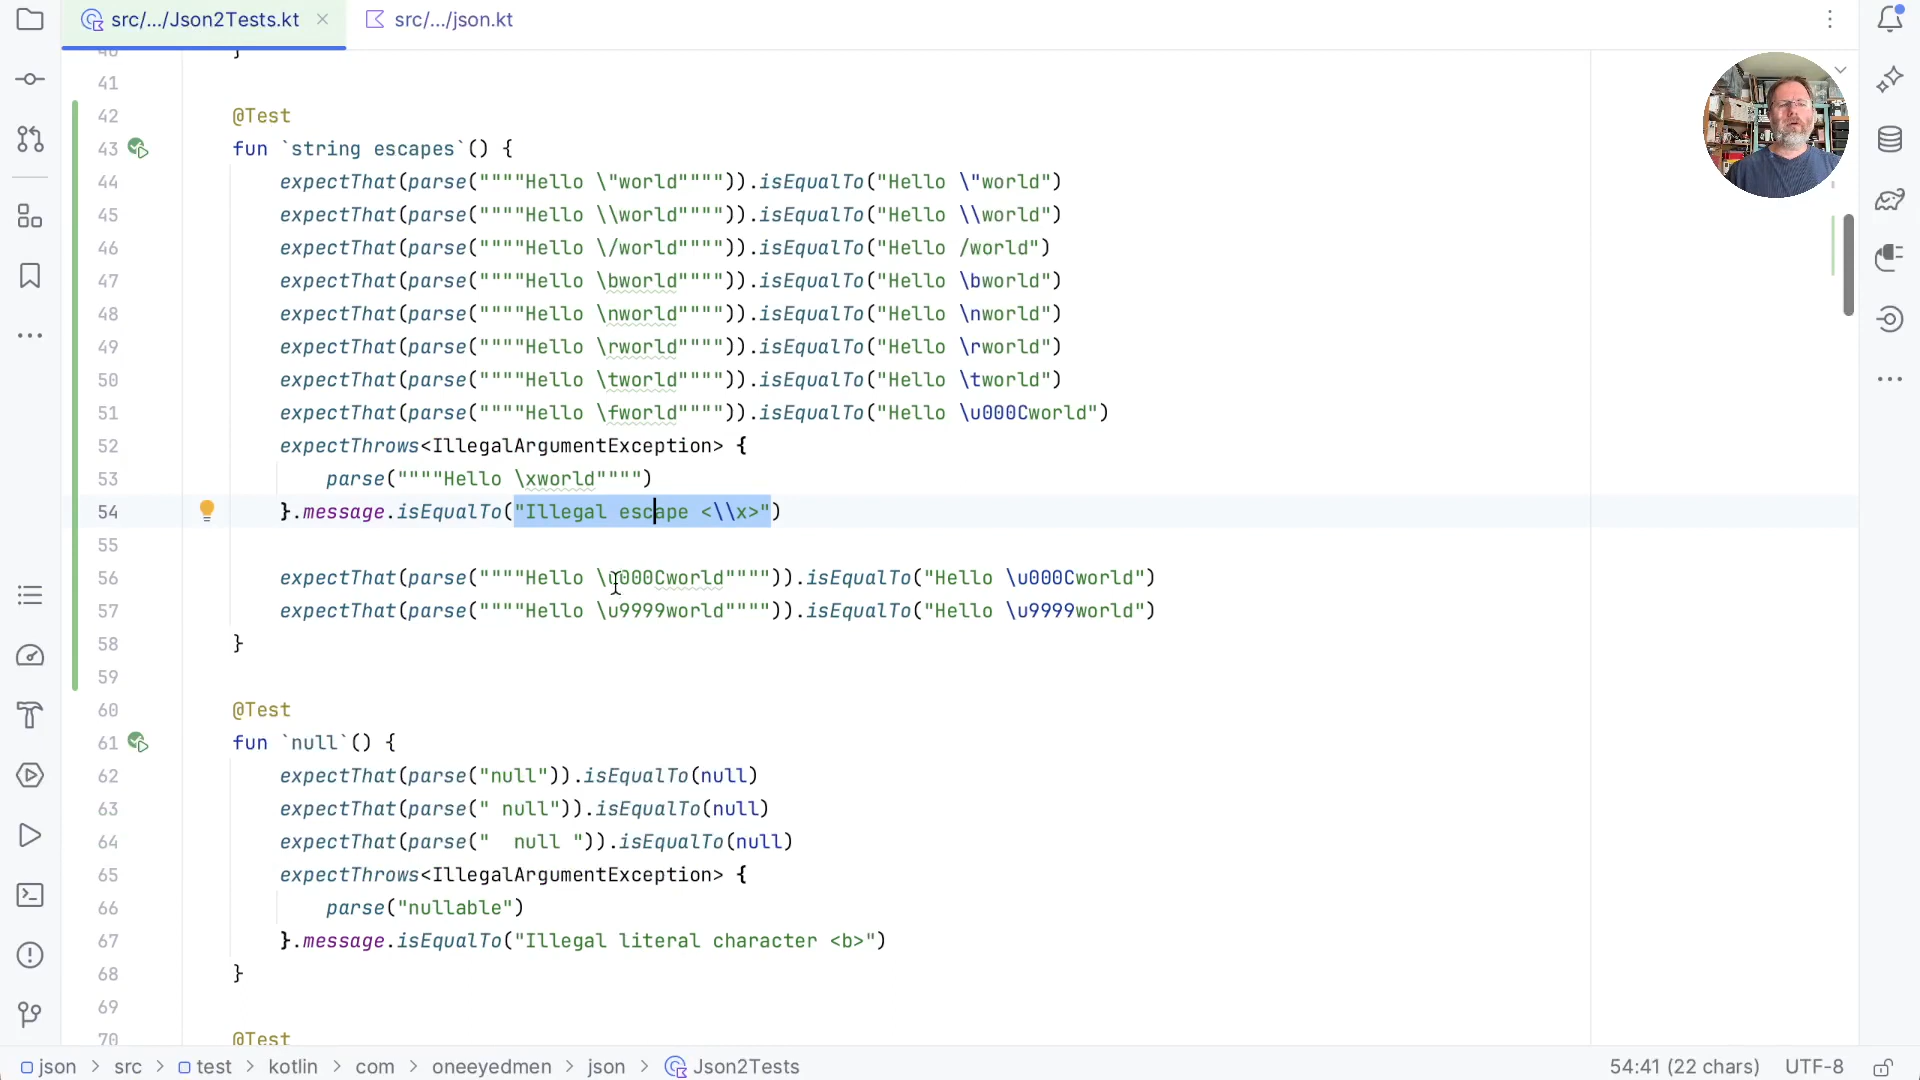 src/.../Json2Tests.kt
src/.../json.kt
40 }
41
42 @Test
43 fun `string escapes`() {
44 expectThat(parse(""""Hello \"world"""")).isEqualTo("Hello \"world")
45 expectThat(parse(""""Hello \\world"""")).isEqualTo("Hello \\world")
46 expectThat(parse(""""Hello \/world"""")).isEqualTo("Hello /world")
47 expectThat(parse(""""Hello \bworld"""")).isEqualTo("Hello \bworld")
48 expectThat(parse(""""Hello \nworld"""")).isEqualTo("Hello \nworld")
49 expectThat(parse(""""Hello \rworld"""")).isEqualTo("Hello \rworld")
50 expectThat(parse(""""Hello \tworld"""")).isEqualTo("Hello \tworld")
51 expectThat(parse(""""Hello \fworld"""")).isEqualTo("Hello \u000Cworld")
52 expectThrows<IllegalArgumentException> {
53 parse(""""Hello \xworld"""")
54 }.message.isEqualTo("Illegal escape <\\x>")
55
56 expectThat(parse(""""Hello \u000Cworld"""")).isEqualTo("Hello \u000Cworld")
57 expectThat(parse(""""Hello \u9999world"""")).isEqualTo("Hello \u9999world")
58 }
59
60 @Test
61 fun `null`() {
62 expectThat(parse("null")).isEqualTo(null)
63 expectThat(parse(" null")).isEqualTo(null)
64 expectThat(parse("  null ")).isEqualTo(null)
65 expectThrows<IllegalArgumentException> {
66 parse("nullable")
67 }.message.isEqualTo("Illegal literal character <b>")
68 }
69
70 @Test
json > src > test > kotlin > com > oneeyedmen > json > Json2Tests
54:41 (22 chars) UTF-8